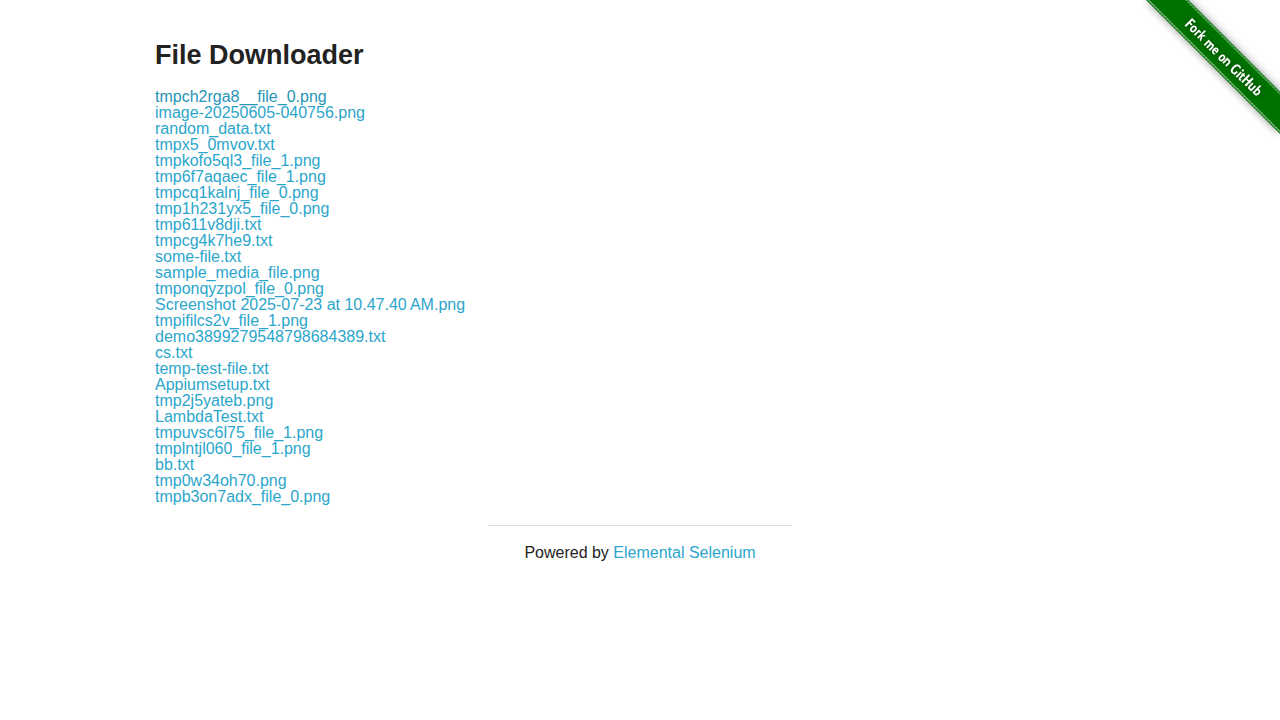 File Downloader
Fork me on GitHub
tmpch2rga8__file_0.png
image-20250605-040756.png
random_data.txt
tmpx5_0mvov.txt
tmpkofo5ql3_file_1.png
tmp6f7aqaec_file_1.png
tmpcq1kalnj_file_0.png
tmp1h231yx5_file_0.png
tmp611v8dji.txt
tmpcg4k7he9.txt
some-file.txt
sample_media_file.png
tmponqyzpol_file_0.png
Screenshot 2025-07-23 at 10.47.40 AM.png
tmpifilcs2v_file_1.png
demo3899279548798684389.txt
cs.txt
temp-test-file.txt
Appiumsetup.txt
tmp2j5yateb.png
LambdaTest.txt
tmpuvsc6l75_file_1.png
tmplntjl060_file_1.png
bb.txt
tmp0w34oh70.png
tmpb3on7adx_file_0.png
Powered by Elemental Selenium